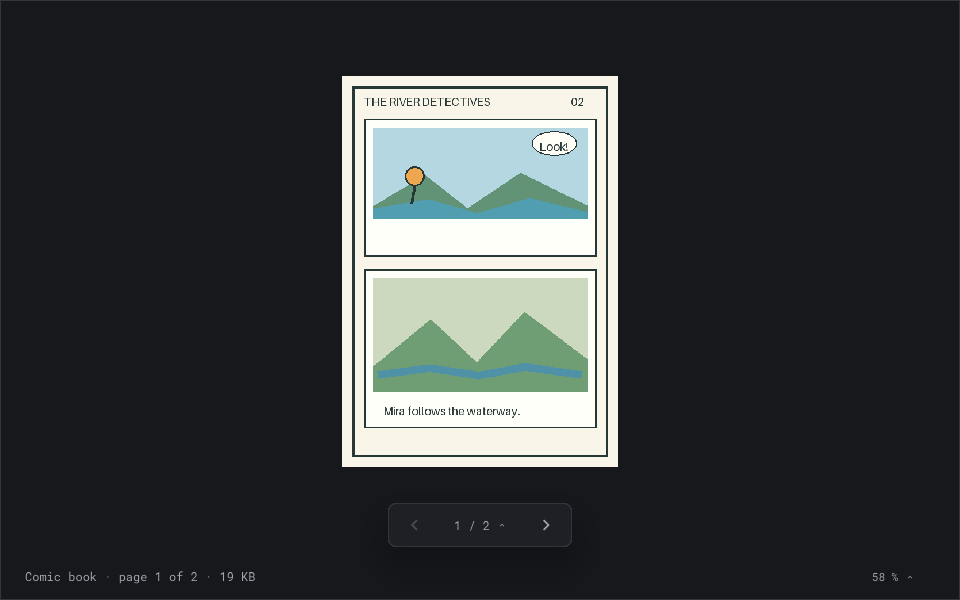 THE RIVER DETECTIVES 02
Look!
Mira follows the waterway.
1 / 2
Comic book · page 1 of 2 · 19 KB
58 %